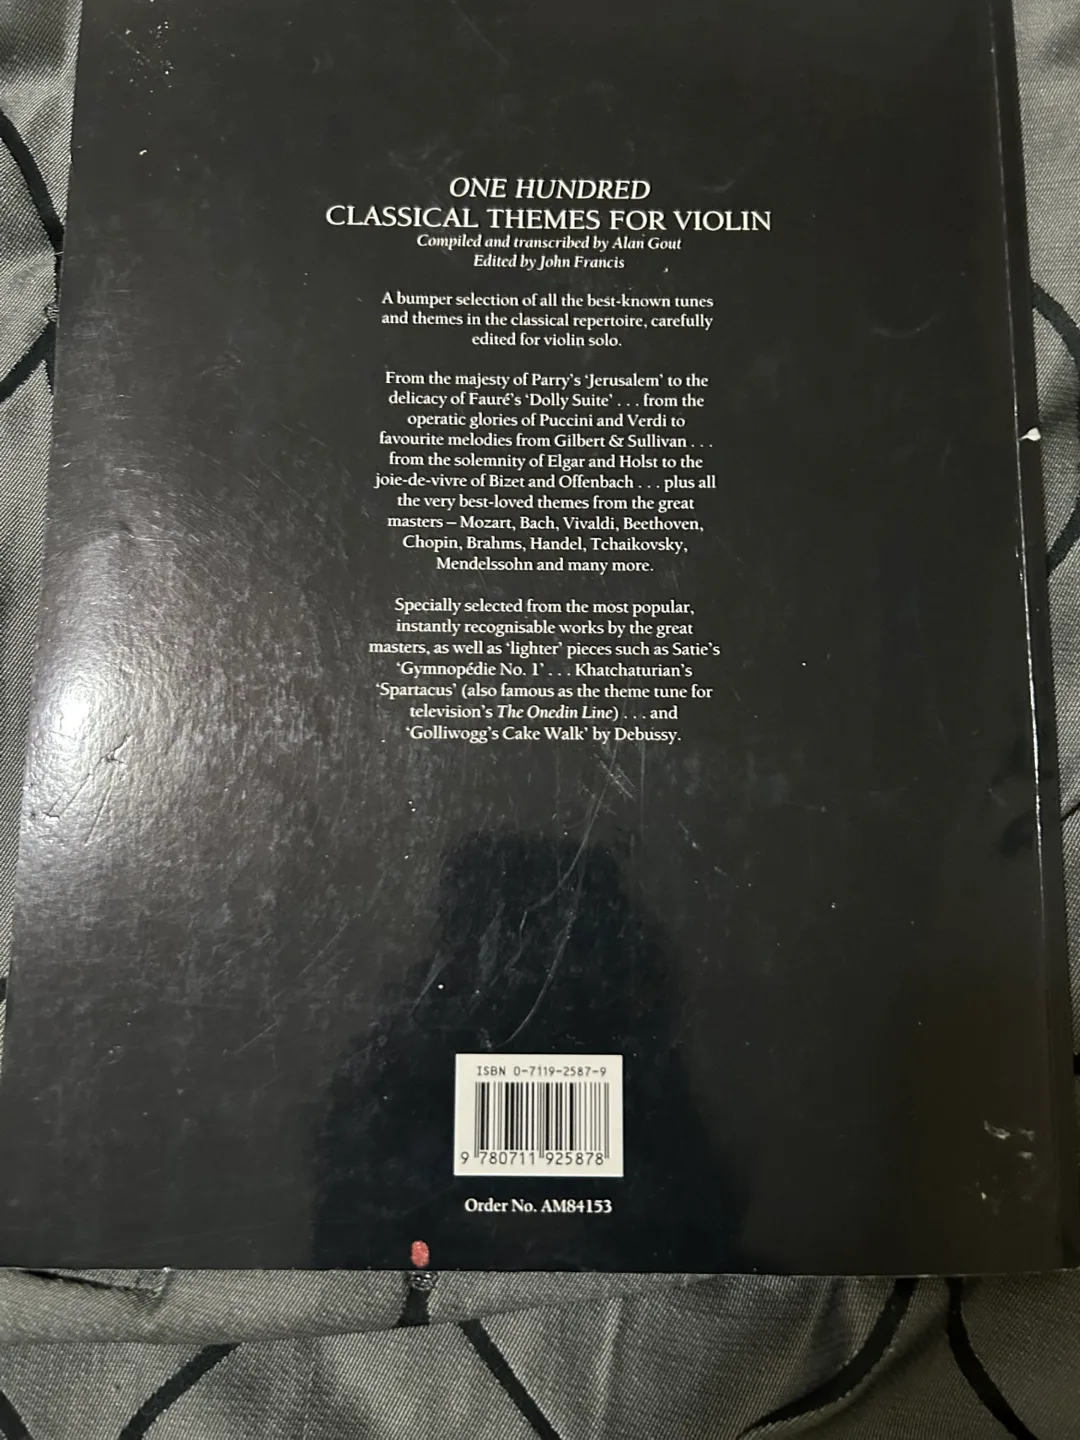 ONE HUNDRED
CLASSICAL THEMES FOR VIOLIN
Compiled and transcribed by Alan Gout
Edited by John Francis
A bumper selection of all the best-known tunes
and themes in the classical repertoire, carefully
edited for violin solo.
From the majesty of Parry's 'Jerusalem' to the
delicacy of Fauré's 'Dolly Suite' . . . from the
operatic glories of Puccini and Verdi to
favourite melodies from Gilbert & Sullivan . . .
from the solemnity of Elgar and Holst to the
joie-de-vivre of Bizet and Offenbach . . . plus all
the very best-loved themes from the great
masters – Mozart, Bach, Vivaldi, Beethoven,
Chopin, Brahms, Handel, Tchaikovsky,
Mendelssohn and many more.
Specially selected from the most popular,
instantly recognisable works by the great
masters, as well as 'lighter' pieces such as Satie's
'Gymnopédie No. 1' . . . Khatchaturian's
'Spartacus' (also famous as the theme tune for
television's The Onedin Line) . . . and
'Golliwogg's Cake Walk' by Debussy.
ISBN 0-7119-2587-9
9 780711 925878
Order No. AM84153